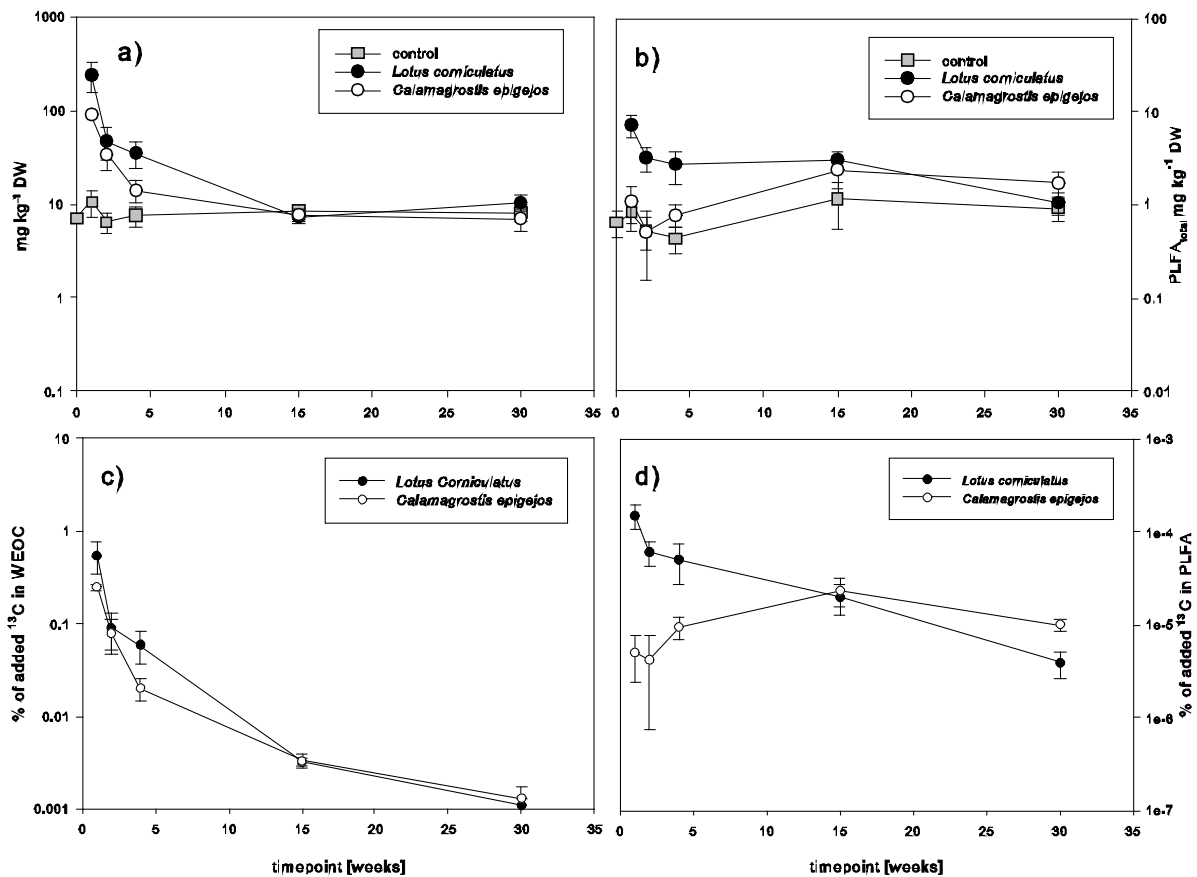 a)
control
Lotus corniculatus
Calamagrostis epigejos
1000
100
10
1
0.1
mg kg⁻¹ DW
0 5 10 15 20 25 30 35
b)
control
Lotus corniculatus
Calamagrostis epigejos
100
10
1
0.1
0.01
PLFAtotal mg kg⁻¹ DW
0 5 10 15 20 25 30 35
c)
Lotus Corniculatus
Calamagrostis epigejos
10
1
0.1
0.01
0.001
% of added ¹³C in WEOC
0 5 10 15 20 25 30 35
timepoint [weeks]
d)
Lotus corniculatus
Calamagrostis epigejos
1e-3
1e-4
1e-5
1e-6
1e-7
% of added ¹³C in PLFA
0 5 10 15 20 25 30 35
timepoint [weeks]